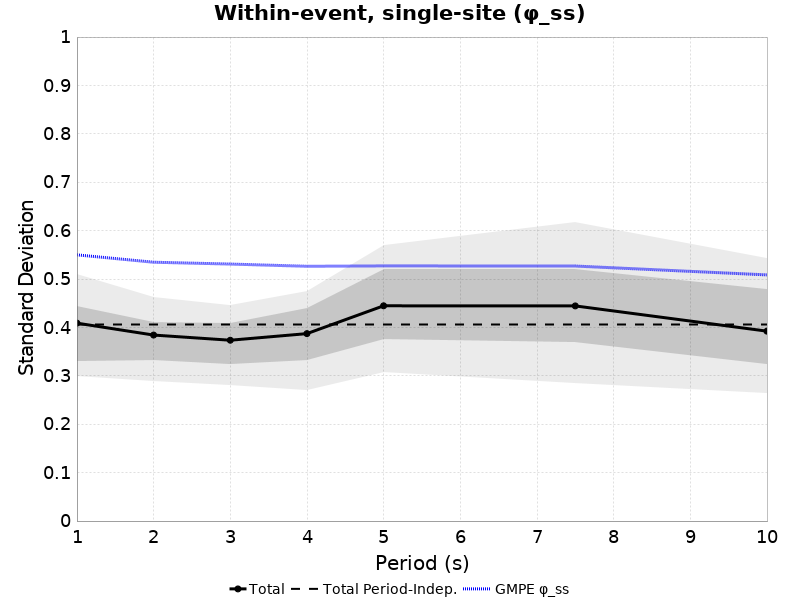 Within-event, single-site (φ_ss)
1
0.9
0.8
0.7
0.6
0.5
0.4
0.3
0.2
0.1
0
Standard Deviation
1 2 3 4 5 6 7 8 9 10
Period (s)
Total Total Period-Indep. GMPE φ_ss